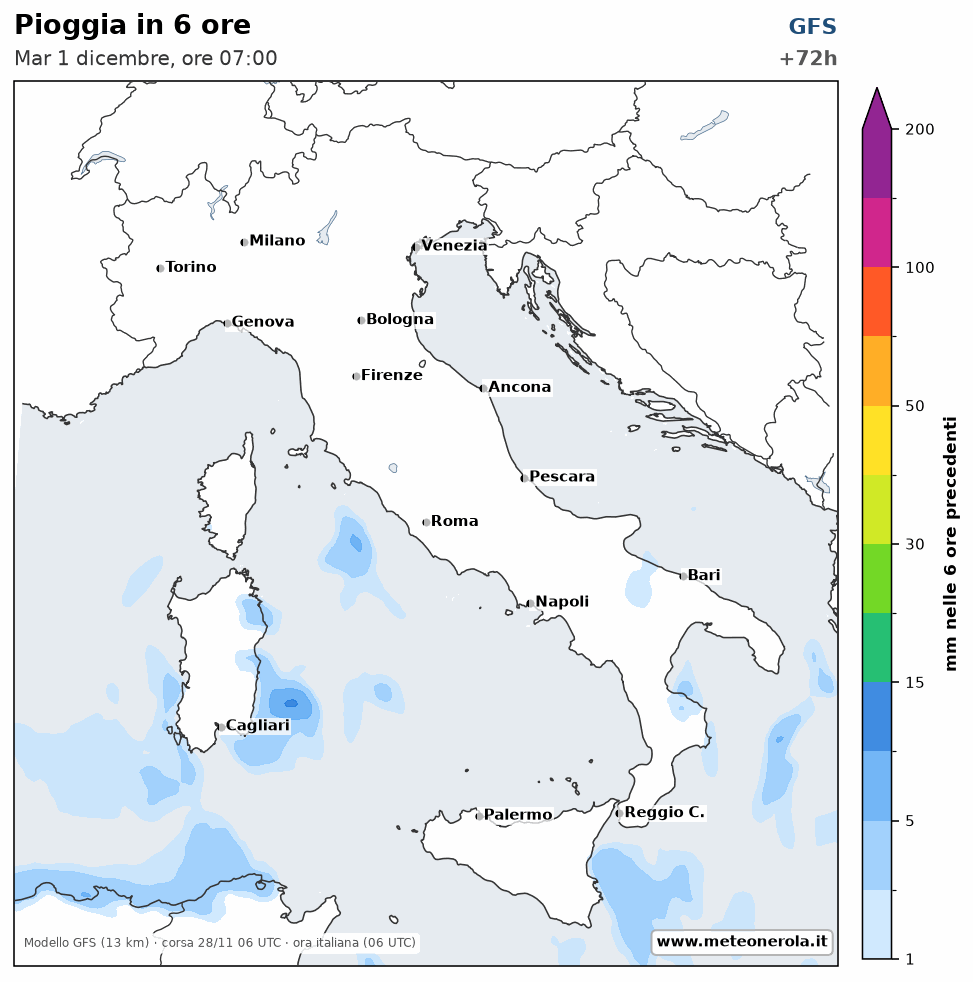 Pioggia in 6 ore
GFS
Mar 1 dicembre, ore 07:00
+72h
200
100
50
30
15
5
1
mm nelle 6 ore precedenti
Milano
Venezia
Torino
Genova
Bologna
Firenze
Ancona
Pescara
Roma
Bari
Napoli
Cagliari
Palermo
Reggio C.
Modello GFS (13 km) · corsa 28/11 06 UTC · ora italiana (06 UTC)
www.meteonerola.it